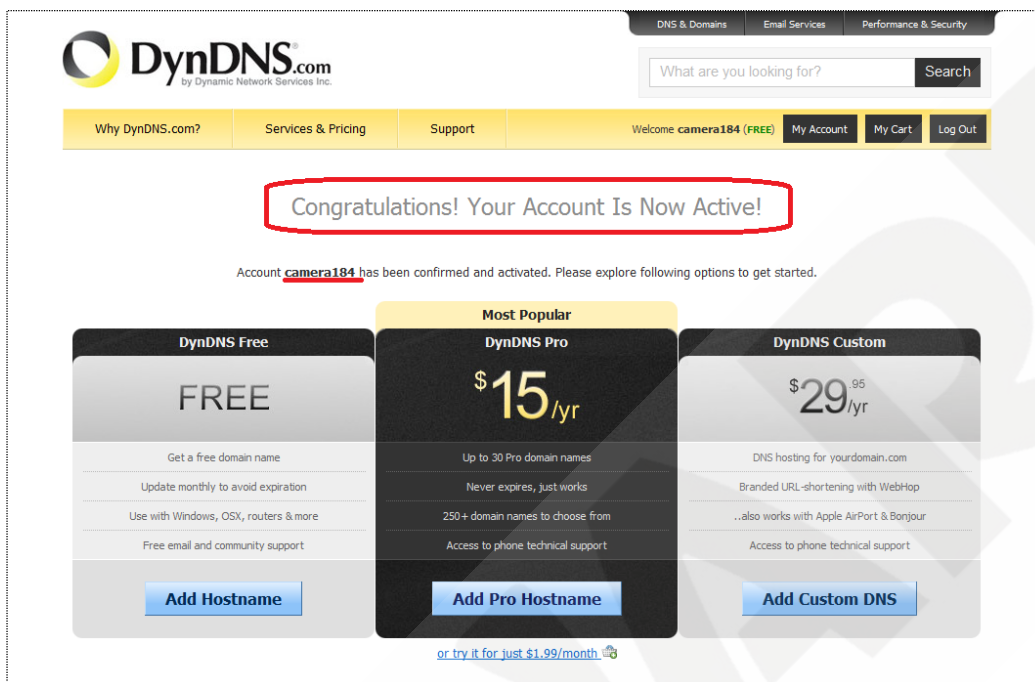 DNS & Domains Email Services Performance & Security
DynDNS.com
by Dynamic Network Services Inc.
What are you looking for? Search
Why DynDNS.com? Services & Pricing Support Welcome camera184 (FREE) My Account My Cart Log Out
Congratulations! Your Account Is Now Active!
Account camera184 has been confirmed and activated. Please explore following options to get started.
Most Popular
DynDNS Free
FREE
Get a free domain name
Update monthly to avoid expiration
Use with Windows, OSX, routers & more
Free email and community support
Add Hostname
DynDNS Pro
$15/yr
Up to 30 Pro domain names
Never expires, just works
250+ domain names to choose from
Access to phone technical support
Add Pro Hostname
or try it for just $1.99/month
DynDNS Custom
$29.95/yr
DNS hosting for yourdomain.com
Branded URL-shortening with WebHop
..also works with Apple AirPort & Bonjour
Access to phone technical support
Add Custom DNS